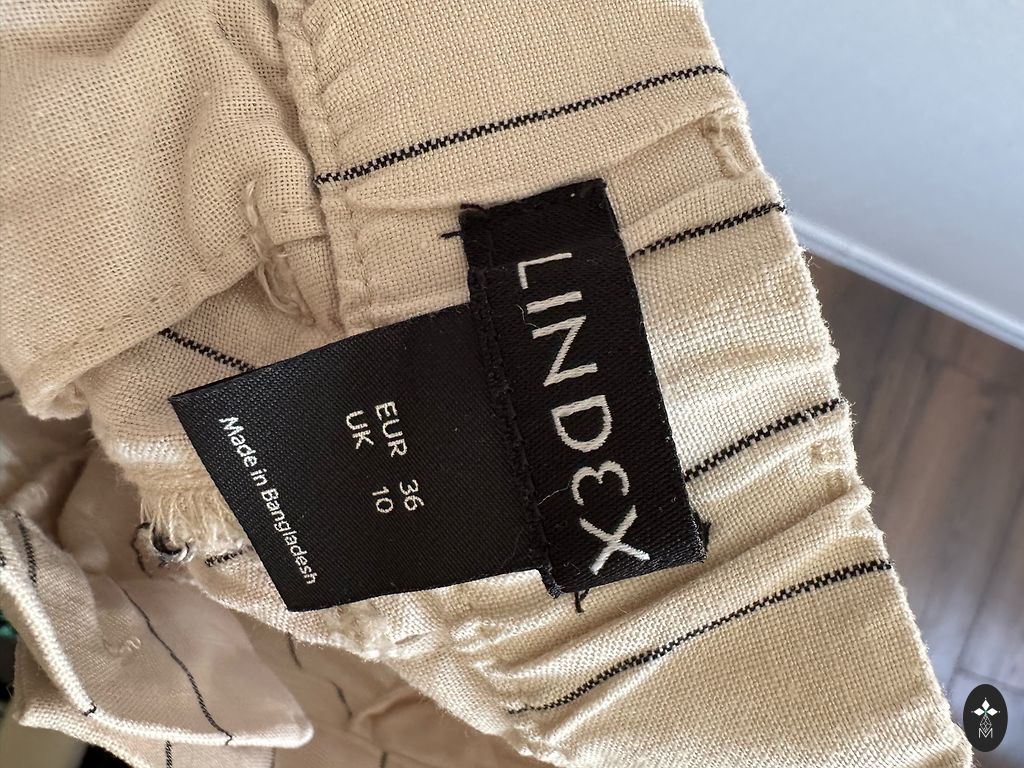 LINDEX
EUR 36
UK 10
Made in Bangladesh
M